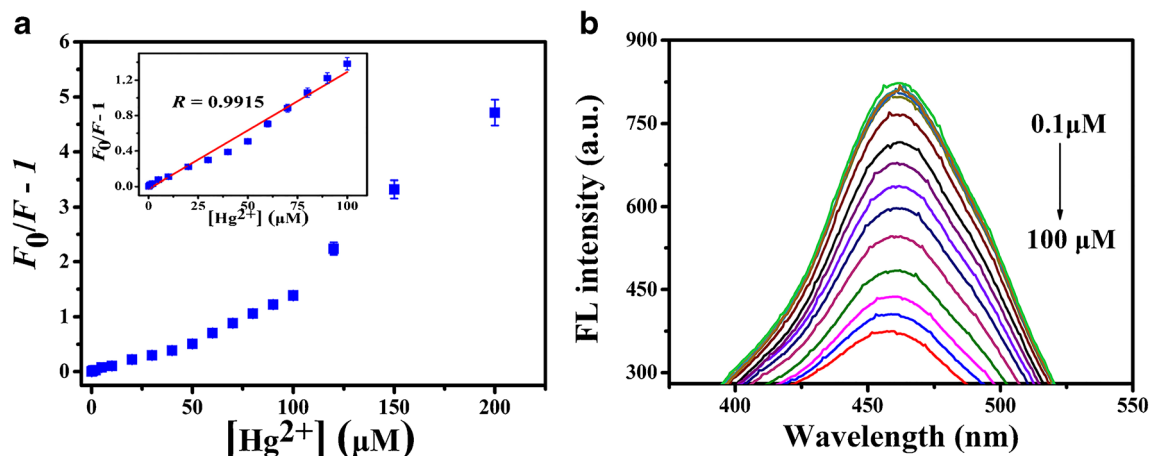 a
6
5
4
3
2
1
0
F₀/F - 1
0
50
100
150
200
[Hg²⁺] (μM)
1.2
0.8
0.4
0.0
F₀/F - 1
R = 0.9915
0
25
50
75
100
[Hg²⁺] (μM)
b
900
750
600
450
300
FL intensity (a.u.)
0.1μM
100 μM
400
450
500
550
Wavelength (nm)